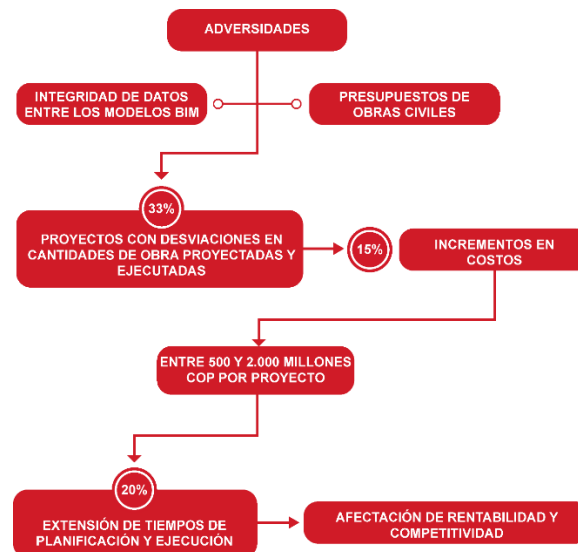 ADVERSIDADES
INTEGRIDAD DE DATOS
ENTRE LOS MODELOS BIM
PRESUPUESTOS DE
OBRAS CIVILES
33%
PROYECTOS CON DESVIACIONES EN
CANTIDADES DE OBRA PROYECTADAS Y
EJECUTADAS
15%
INCREMENTOS EN
COSTOS
ENTRE 500 Y 2.000 MILLONES
COP POR PROYECTO
20%
EXTENSIÓN DE TIEMPOS DE
PLANIFICACIÓN Y EJECUCIÓN
AFECTACIÓN DE RENTABILIDAD Y
COMPETITIVIDAD